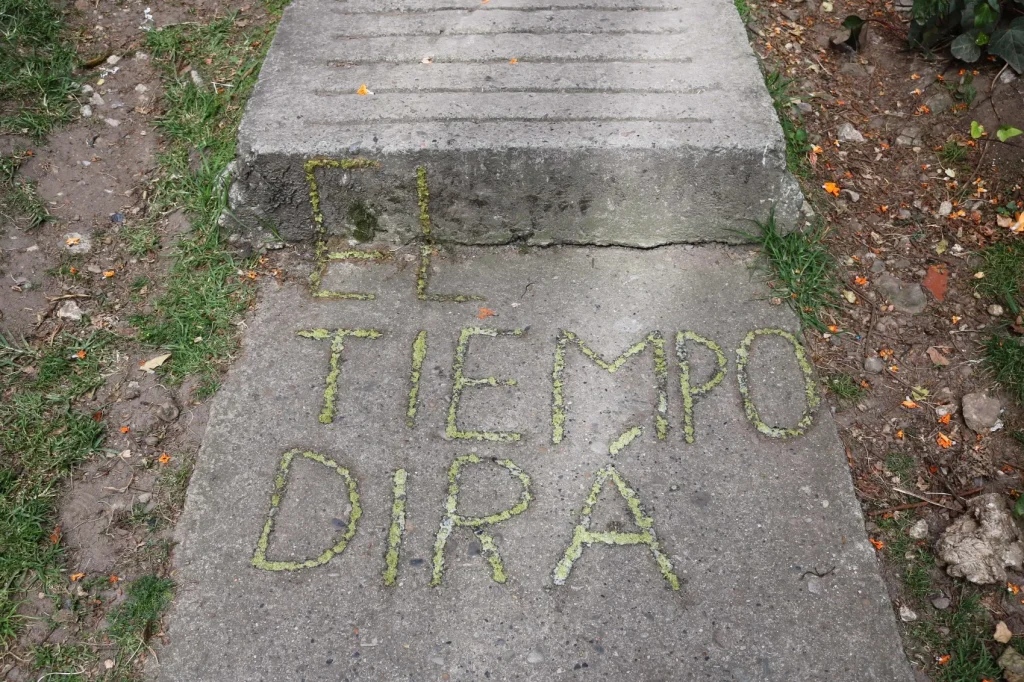 EL
TIEMPO
DIRÁ